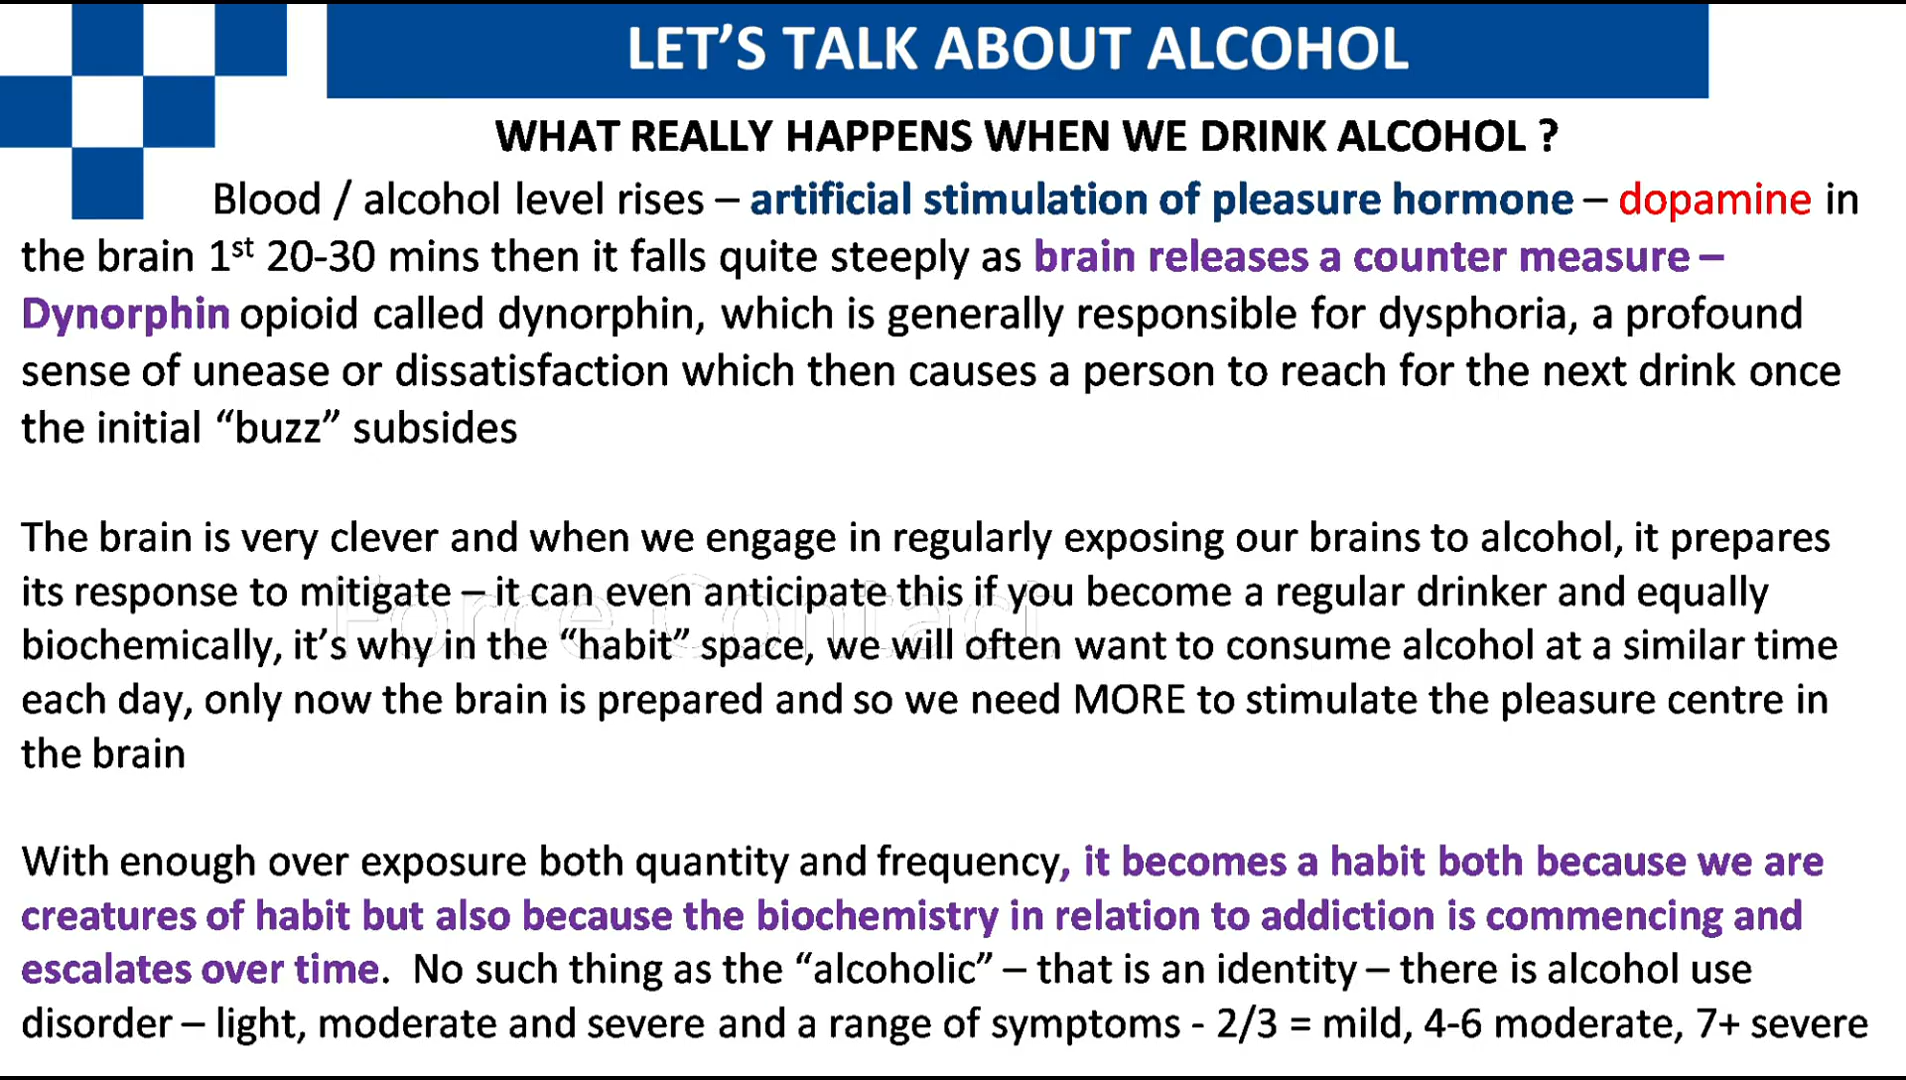 LET’S TALK ABOUT ALCOHOL
WHAT REALLY HAPPENS WHEN WE DRINK ALCOHOL ?
Blood / alcohol level rises – artificial stimulation of pleasure hormone – dopamine in
the brain 1st 20-30 mins then it falls quite steeply as brain releases a counter measure –
Dynorphin opioid called dynorphin, which is generally responsible for dysphoria, a profound
sense of unease or dissatisfaction which then causes a person to reach for the next drink once
the initial “buzz” subsides
The brain is very clever and when we engage in regularly exposing our brains to alcohol, it prepares
its response to mitigate – it can even anticipate this if you become a regular drinker and equally
biochemically, it’s why in the “habit” space, we will often want to consume alcohol at a similar time
each day, only now the brain is prepared and so we need MORE to stimulate the pleasure centre in
the brain
Force Contact
With enough over exposure both quantity and frequency, it becomes a habit both because we are
creatures of habit but also because the biochemistry in relation to addiction is commencing and
escalates over time. No such thing as the “alcoholic” – that is an identity – there is alcohol use
disorder – light, moderate and severe and a range of symptoms - 2/3 = mild, 4-6 moderate, 7+ severe